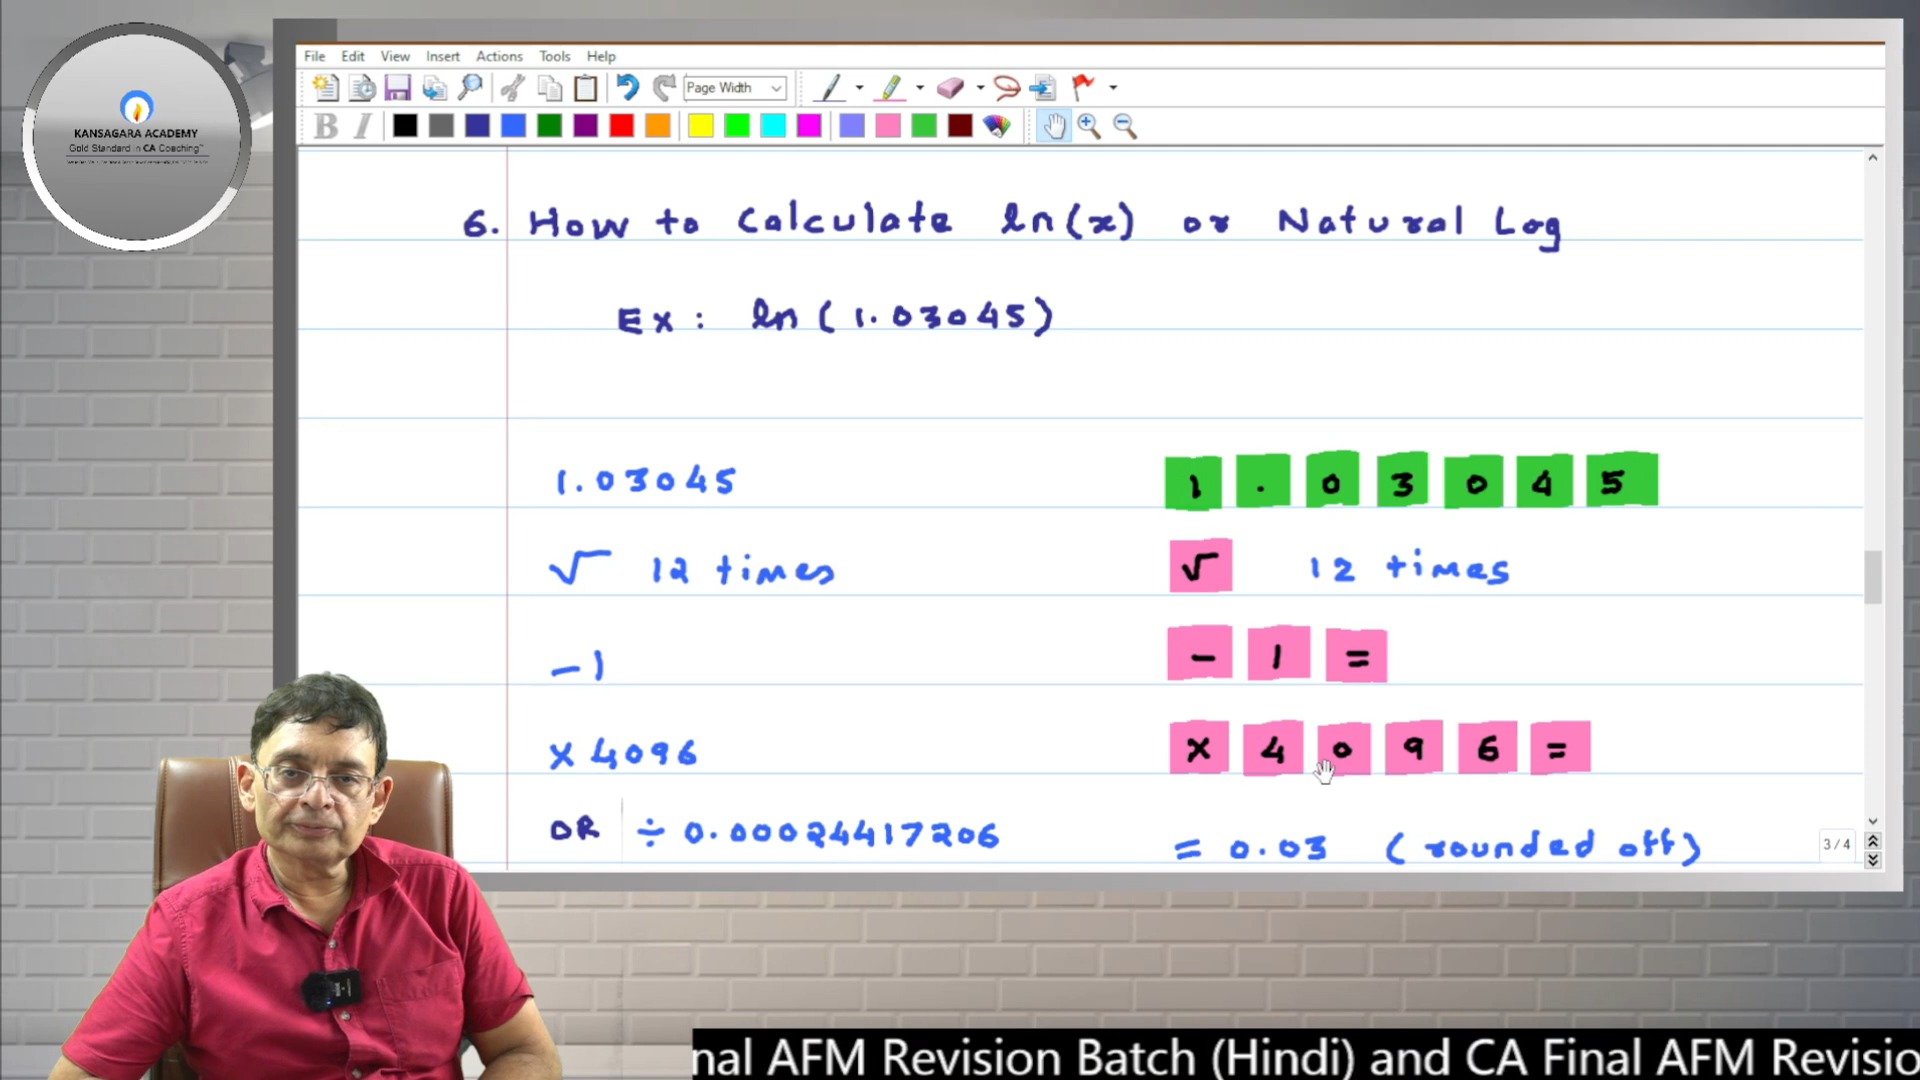 KANSAGARA ACADEMY
Gold Standard in CA Coaching™
File Edit View Insert Actions Tools Help
Page Width
B I
6. How to Calculate ln(x) or Natural Log
Ex: ln(1.03045)
1.03045
1 . 0 3 0 4 5
√ 12 times
√ 12 times
-1
- 1 =
x 4096
x 4 0 9 6 =
OR ÷ 0.00024417206
= 0.03 (rounded off)
3 / 4
nal AFM Revision Batch (Hindi) and CA Final AFM Revisio